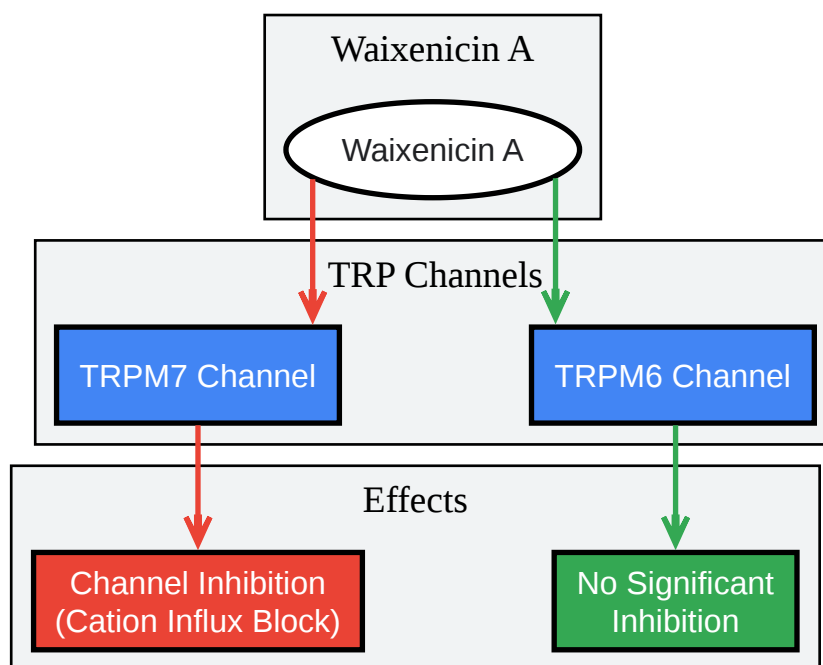 Waixenicin A
Waixenicin A
TRP Channels
TRPM7 Channel
TRPM6 Channel
Effects
Channel Inhibition
(Cation Influx Block)
No Significant
Inhibition